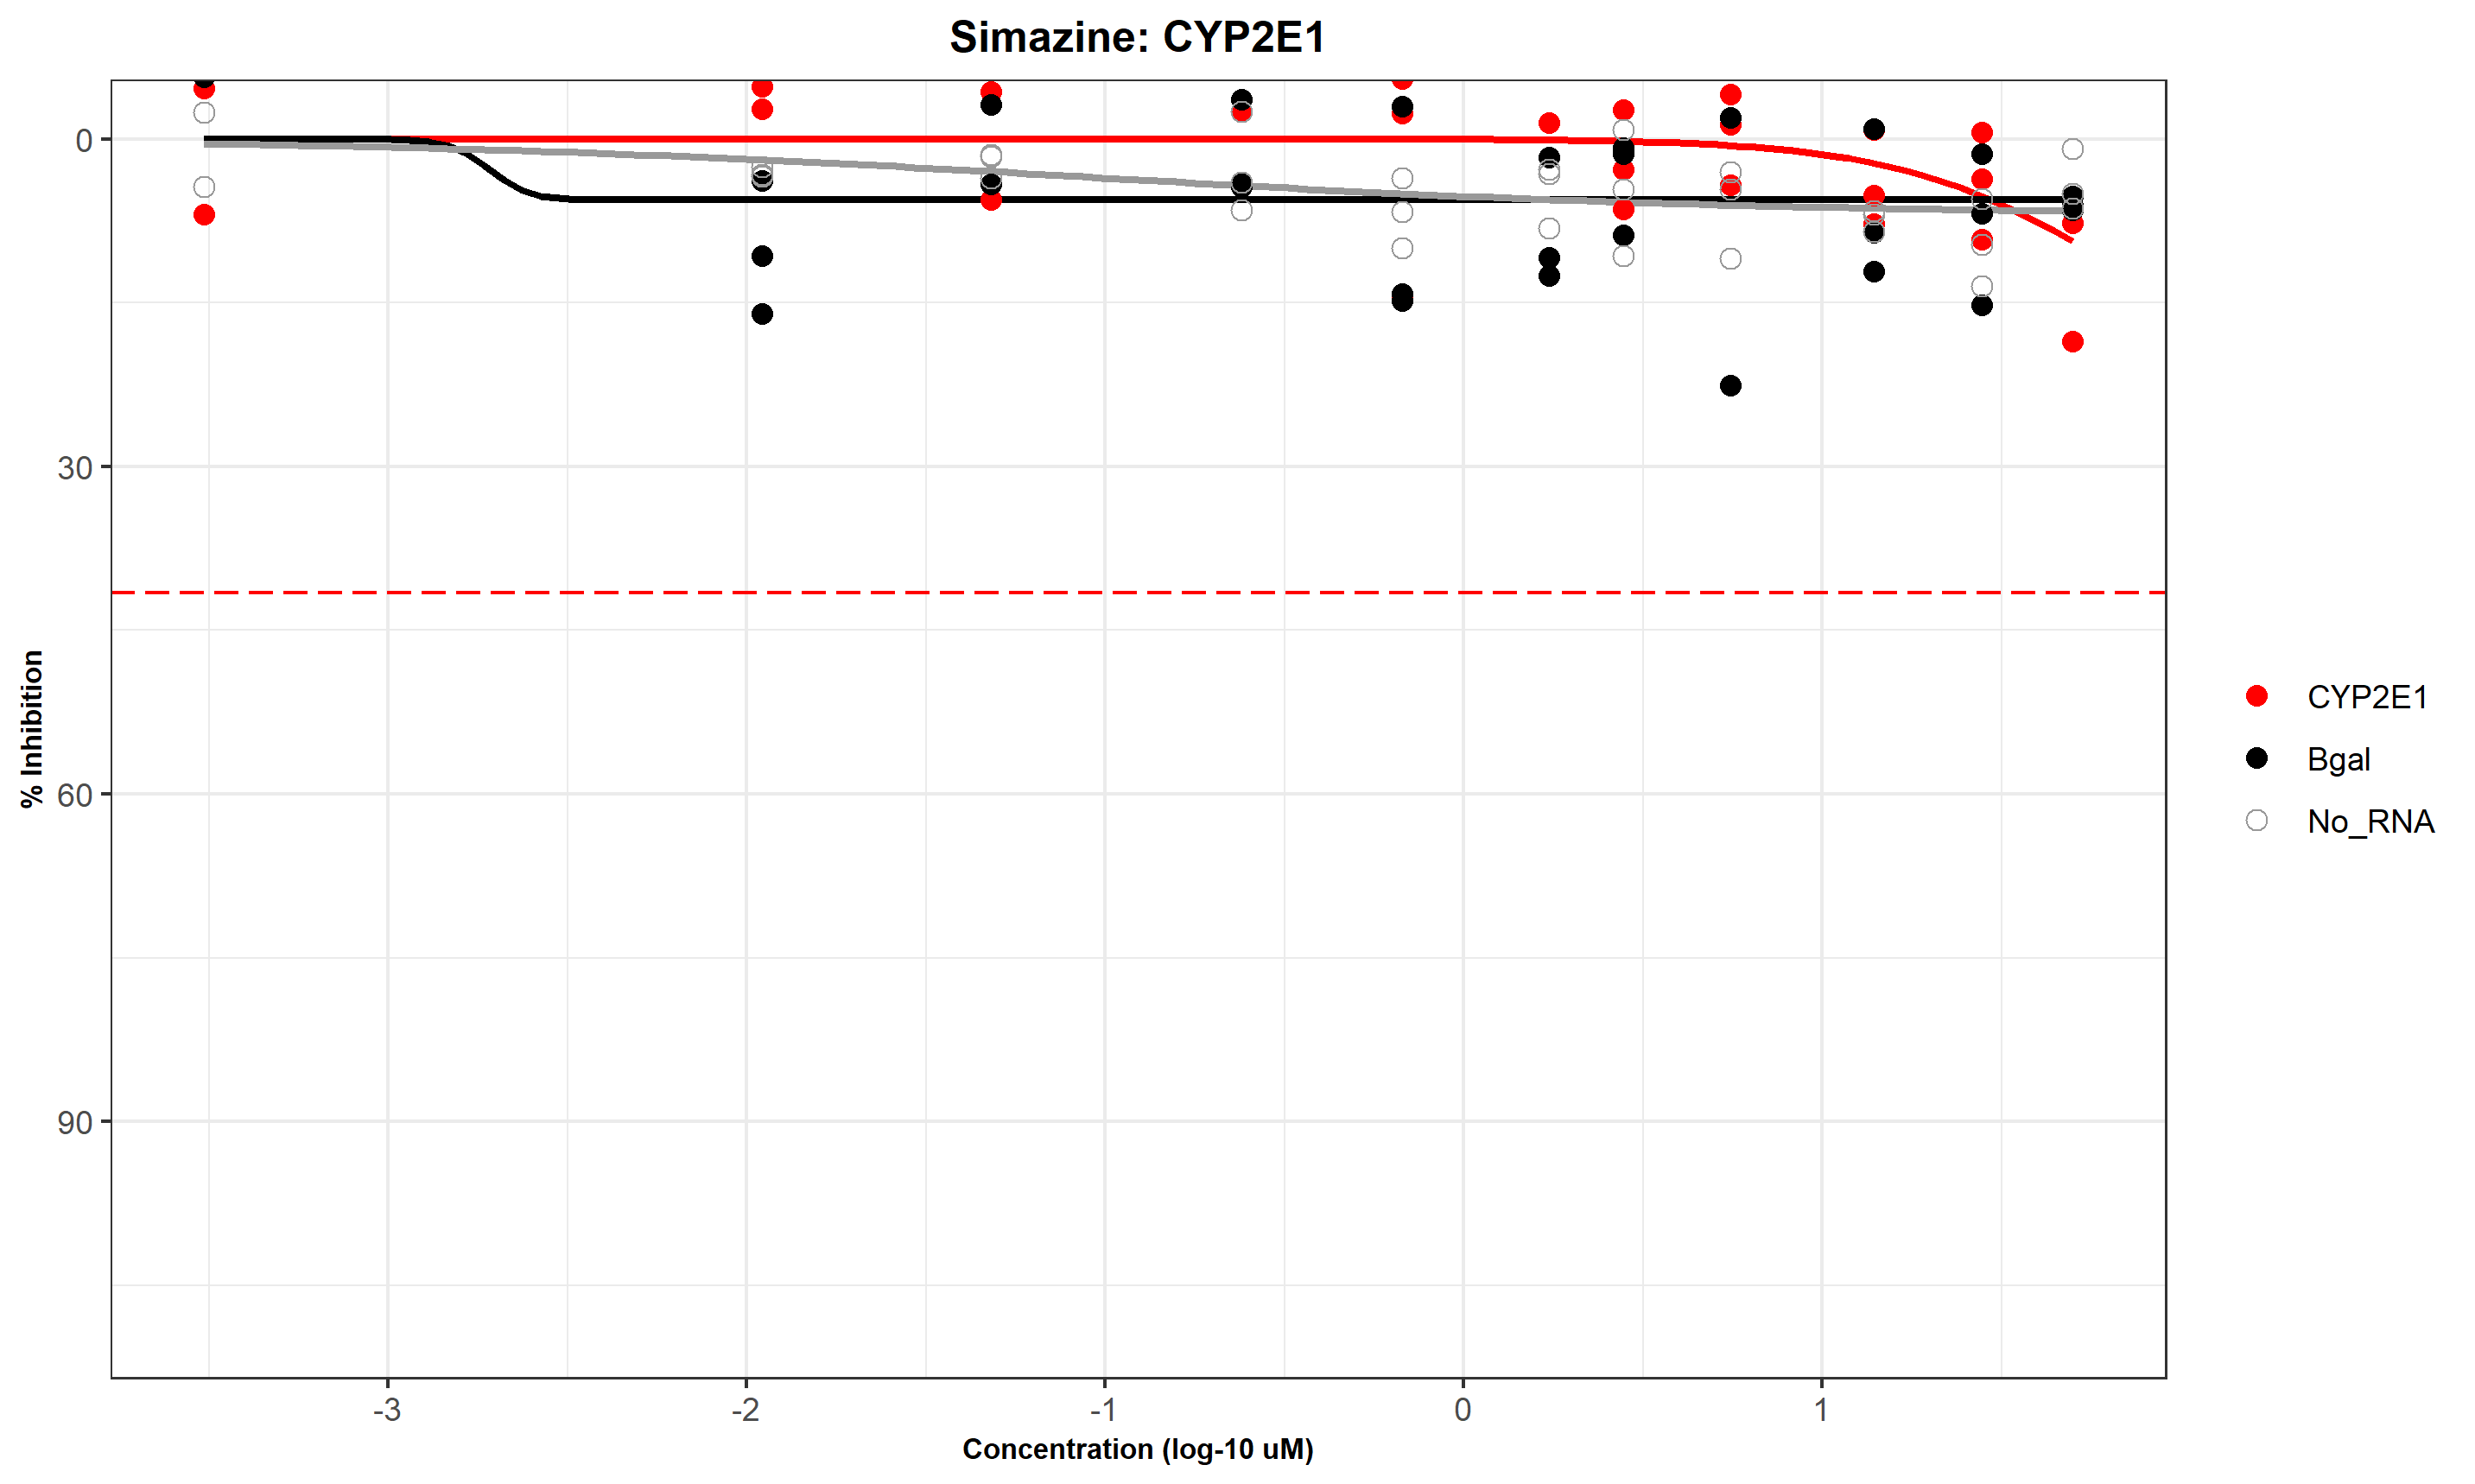 Simazine: CYP2E1
0
30
60
90
% Inhibition
-3
-2
-1
0
1
Concentration (log-10 uM)
CYP2E1
Bgal
No_RNA